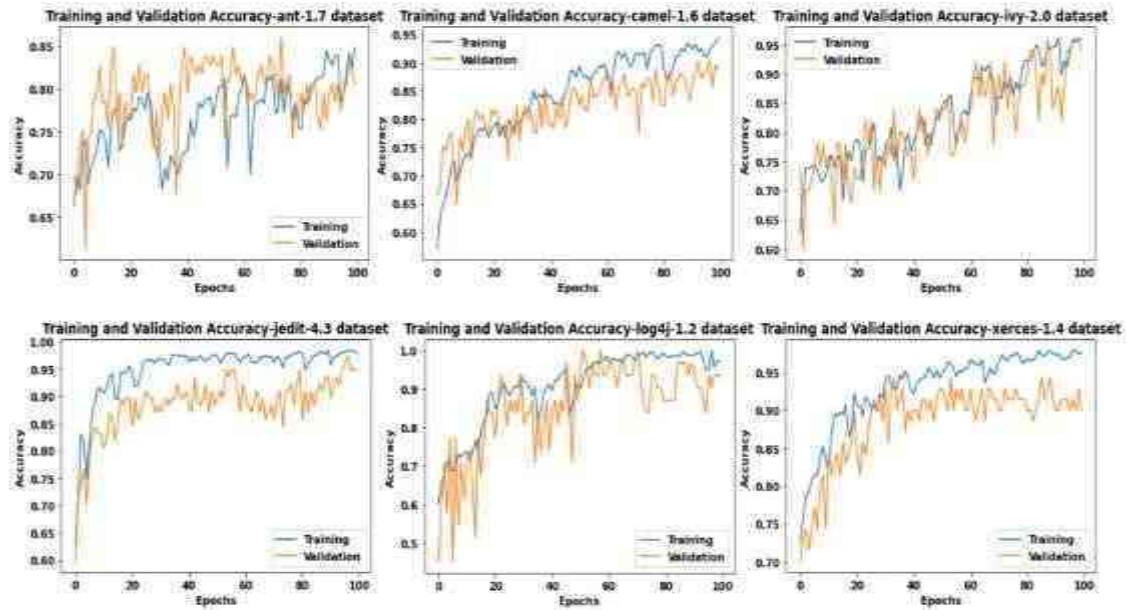 Training and Validation Accuracy-ant-1.7 dataset
Accuracy
0.85
0.80
0.75
0.70
0.65
Training
Validation
0 20 40 60 80 100
Epochs
Training and Validation Accuracy-camel-1.6 dataset
Accuracy
0.95
0.90
0.85
0.80
0.75
0.70
0.65
0.60
Training
Validation
0 20 40 60 80 100
Epochs
Training and Validation Accuracy-ivy-2.0 dataset
Accuracy
0.95
0.90
0.85
0.80
0.75
0.70
0.65
0.60
Training
Validation
0 20 40 60 80 100
Epochs
Training and Validation Accuracy-jedit-4.3 dataset
Accuracy
1.00
0.95
0.90
0.85
0.80
0.75
0.70
0.65
0.60
Training
Validation
0 20 40 60 80 100
Epochs
Training and Validation Accuracy-log4j-1.2 dataset
Accuracy
1.0
0.9
0.8
0.7
0.6
0.5
Training
Validation
0 20 40 60 80 100
Epochs
Training and Validation Accuracy-xerces-1.4 dataset
Accuracy
0.95
0.90
0.85
0.80
0.75
0.70
Training
Validation
0 20 40 60 80 100
Epochs